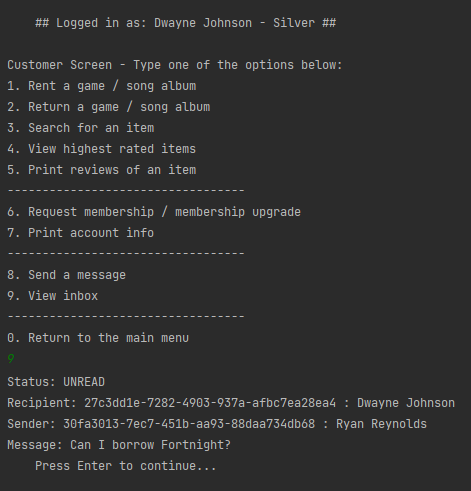 ## Logged in as: Dwayne Johnson - Silver ##
Customer Screen - Type one of the options below:
1. Rent a game / song album
2. Return a game / song album
3. Search for an item
4. View highest rated items
5. Print reviews of an item
----------------------------------
6. Request membership / membership upgrade
7. Print account info
----------------------------------
8. Send a message
9. View inbox
----------------------------------
0. Return to the main menu
9
Status: UNREAD
Recipient: 27c3dd1e-7282-4903-937a-afbc7ea28ea4 : Dwayne Johnson
Sender: 30fa3013-7ec7-451b-aa93-88daa734db68 : Ryan Reynolds
Message: Can I borrow Fortnight?
Press Enter to continue...